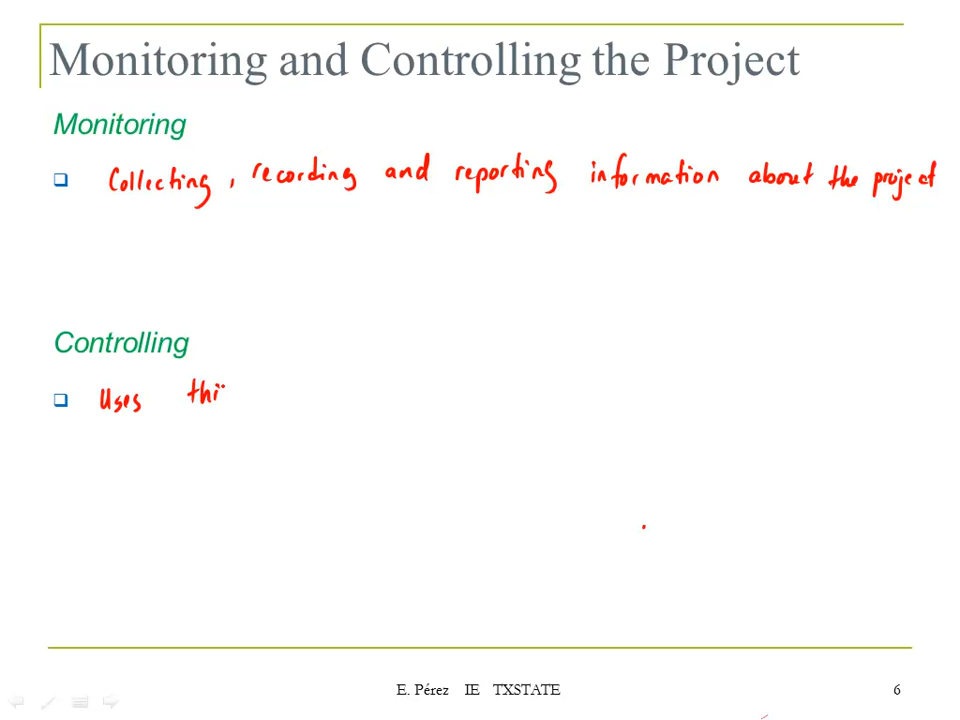 Monitoring and Controlling the Project
Monitoring
Collecting, recording and reporting information about the project
Controlling
Uses thi
E. Pérez IE TXSTATE 6